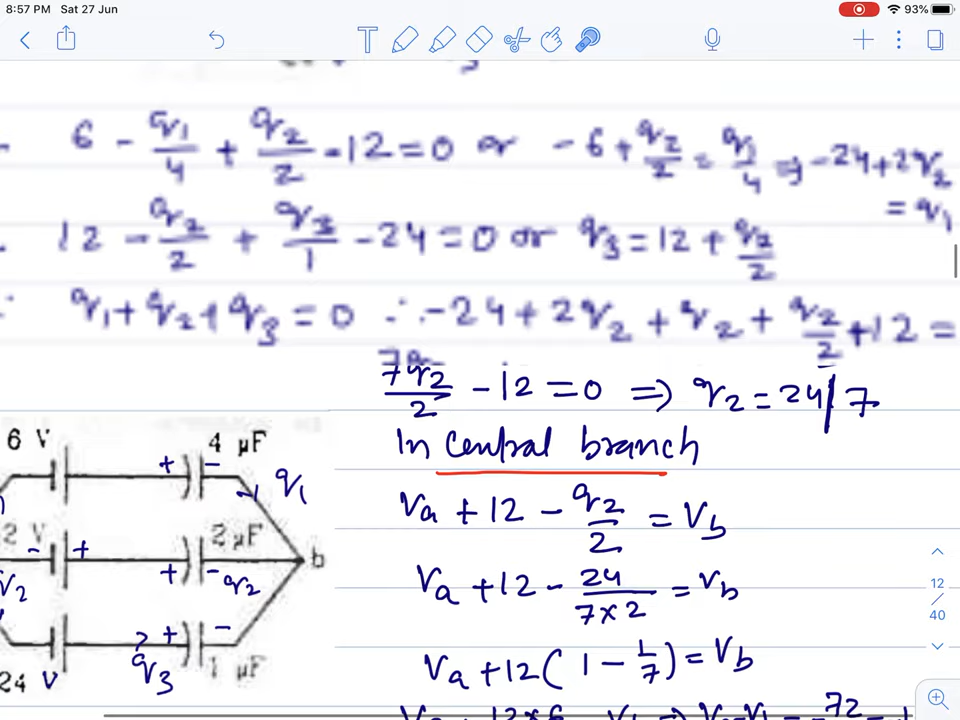 8:57 PM Sat 27 Jun
93%
6 - q1/4 + q2/2 - 12 = 0 or - 6 + q2/2 = q1/4 ⇒ - 24 + 2q2
= q1
12 - q2/2 + q3/1 - 24 = 0 or q3 = 12 + q2/2
∵ q1 + q2 + q3 = 0 ∴ - 24 + 2q2 + q2 + q2/2 + 12 =
7q2/2 - 12 = 0 ⇒ q2 = 24/7
In central branch
6 V + - 4 μF
q1
Va + 12 - q2/2 = Vb
2 V - + + - 2 μF b
q2 q2
Va + 12 - 24/7×2 = Vb
12/40
+ -
24 V q3 1 μF
Va + 12 ( 1 - 1/7 ) = Vb